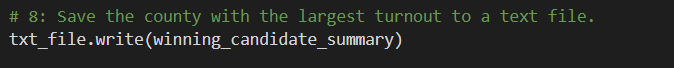 # 8: Save the county with the largest turnout to a text file.
txt_file.write(winning_candidate_summary)